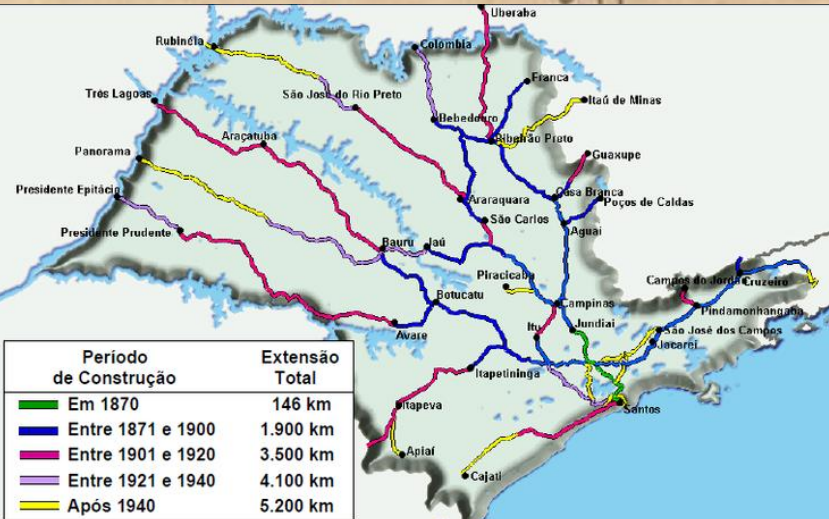 Uberaba
Rubinéia
Colombia
Franca
Três Lagoas
São José do Rio Preto
Itaú de Minas
Bebedouro
Ribeirão Preto
Araçatuba
Guaxupe
Panorama
Presidente Epitácio
Araraquara
Casa Branca
Poços de Caldas
São Carlos
Aguaí
Presidente Prudente
Bauru
Jaú
Piracicaba
Campos do Jordão
Cruzeiro
Botucatu
Campinas
Pindamonhangaba
Avare
Itu
Jundiaí
São José dos Campos
Jacareí
Itapetininga
Santos
Itapeva
Apiaí
Cajati
Período de Construção
Extensão Total
Em 1870 146 km
Entre 1871 e 1900 1.900 km
Entre 1901 e 1920 3.500 km
Entre 1921 e 1940 4.100 km
Após 1940 5.200 km